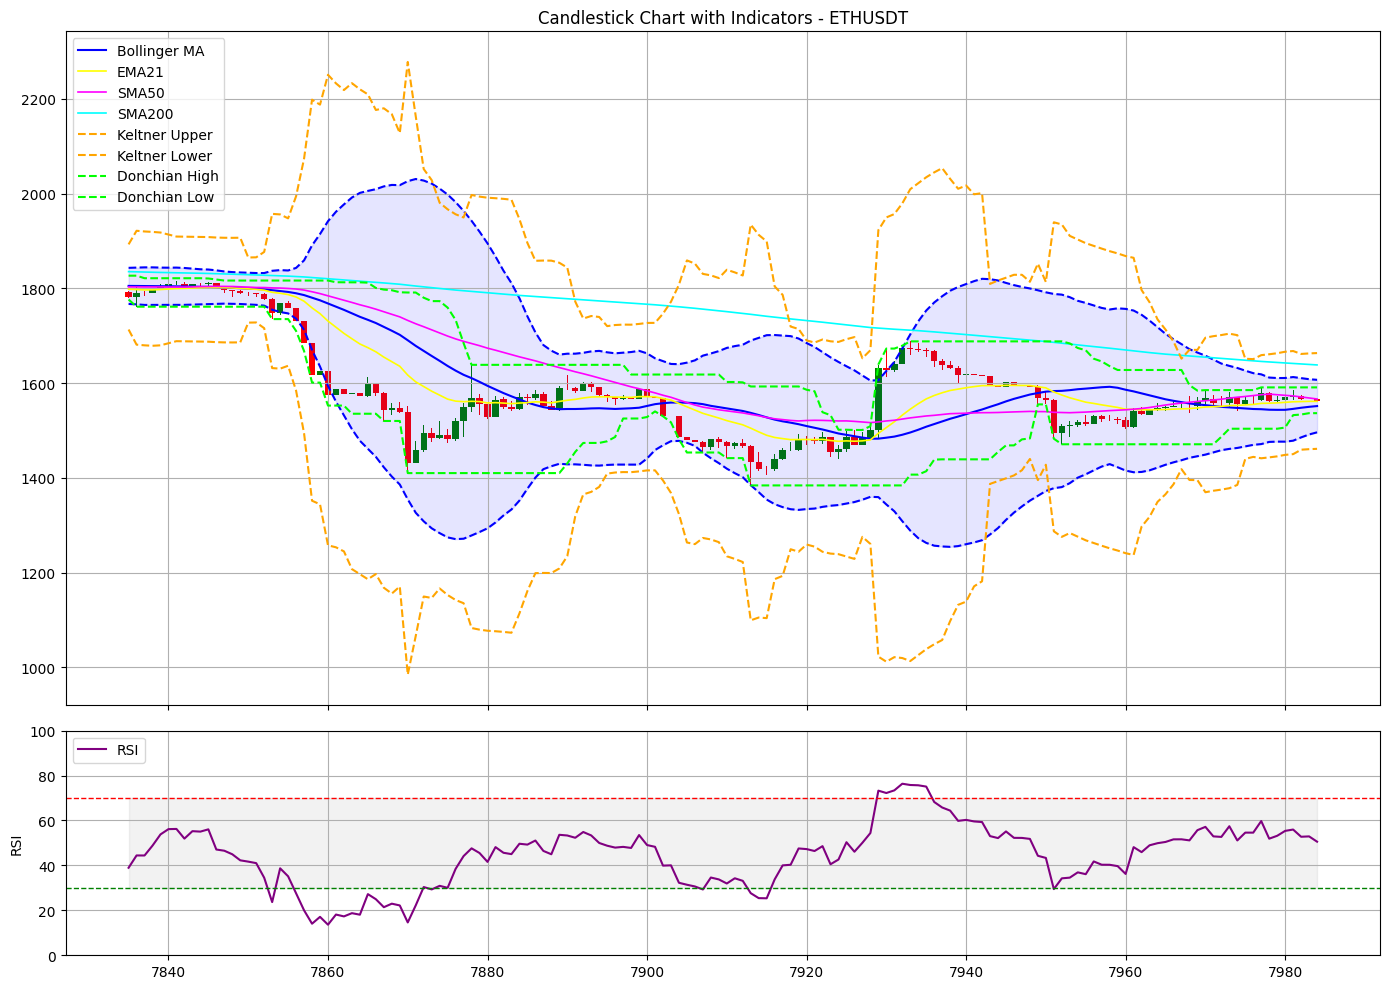 Candlestick Chart with Indicators - ETHUSDT
Bollinger MA
EMA21
SMA50
SMA200
Keltner Upper
Keltner Lower
Donchian High
Donchian Low
2200
2000
1800
1600
1400
1200
1000
RSI
100
80
60
40
20
0
RSI
7840
7860
7880
7900
7920
7940
7960
7980